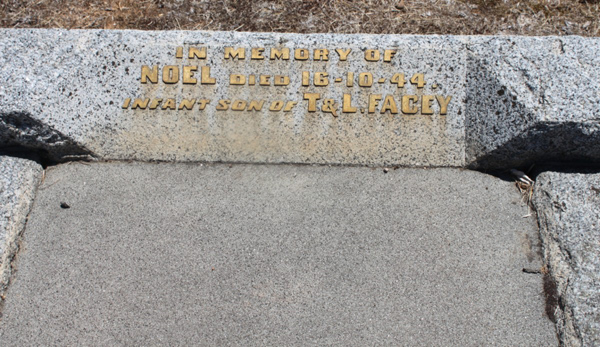 IN MEMORY OF
NOEL DIED 16-10-44,
INFANT SON OF T & L. FACEY